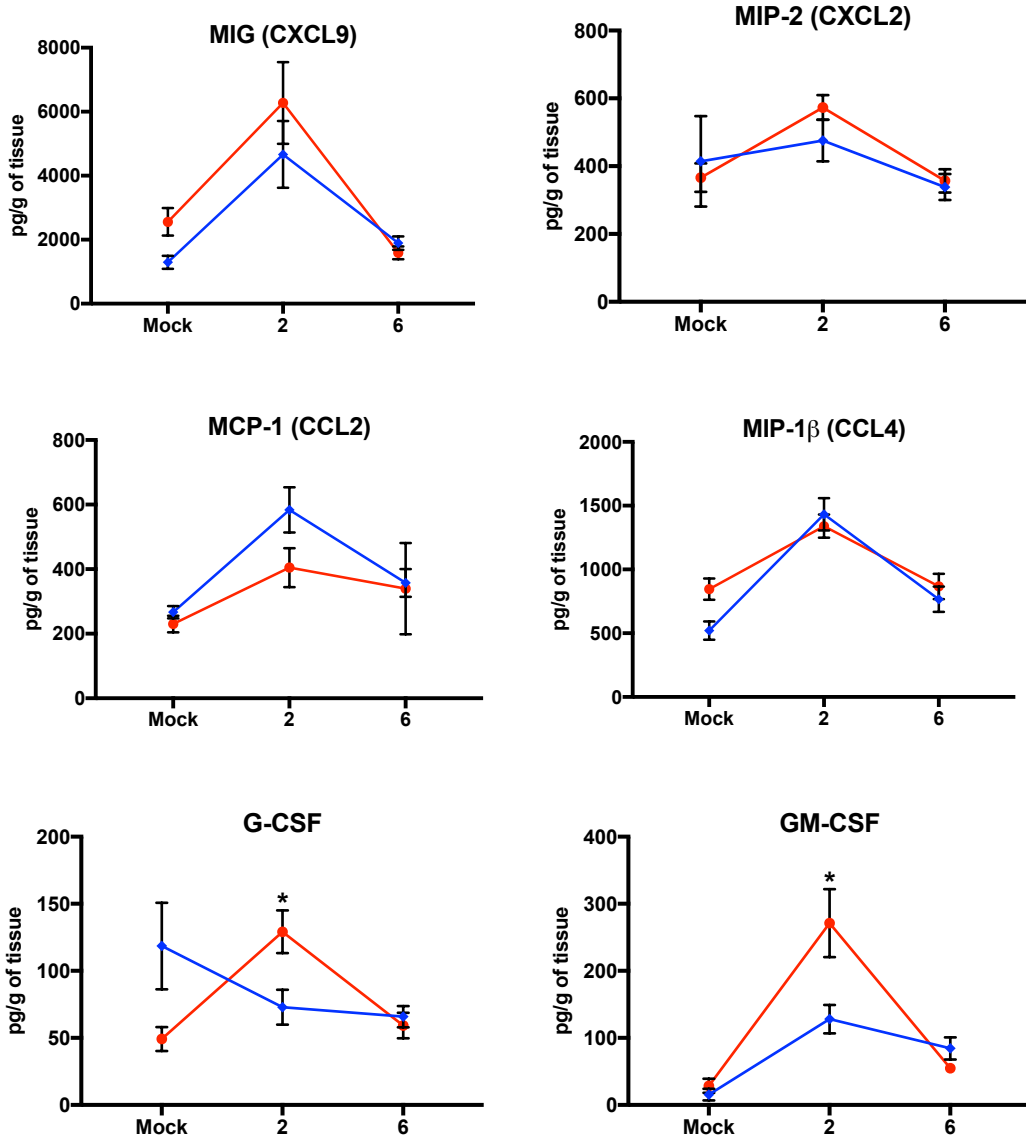 MIG (CXCL9)
8000
6000
4000
2000
0
pg/g of tissue
Mock 2 6
MIP-2 (CXCL2)
800
600
400
200
0
pg/g of tissue
Mock 2 6
MCP-1 (CCL2)
800
600
400
200
0
pg/g of tissue
Mock 2 6
MIP-1β (CCL4)
2000
1500
1000
500
0
pg/g of tissue
Mock 2 6
G-CSF
200
150
100
50
0
pg/g of tissue
*
Mock 2 6
GM-CSF
400
300
200
100
0
pg/g of tissue
*
Mock 2 6